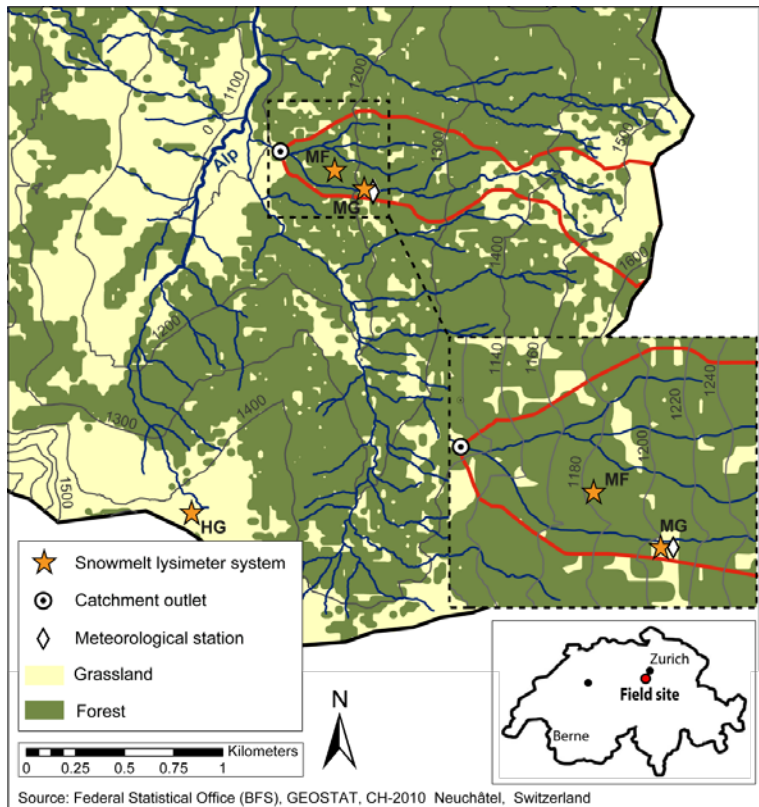 1100
0
Alp
1200
1300
1500
MF
MG
1400
1600
1200
1300
1400
1500
HG
1140
1160
1180
1200
1220
1240
MF
MG
Snowmelt lysimeter system
Catchment outlet
Meteorological station
Grassland
Forest
N
Kilometers
0 0.25 0.5 1
Zurich
Field site
Berne
Source: Federal Statistical Office (BFS), GEOSTAT, CH-2010 Neuchâtel, Switzerland